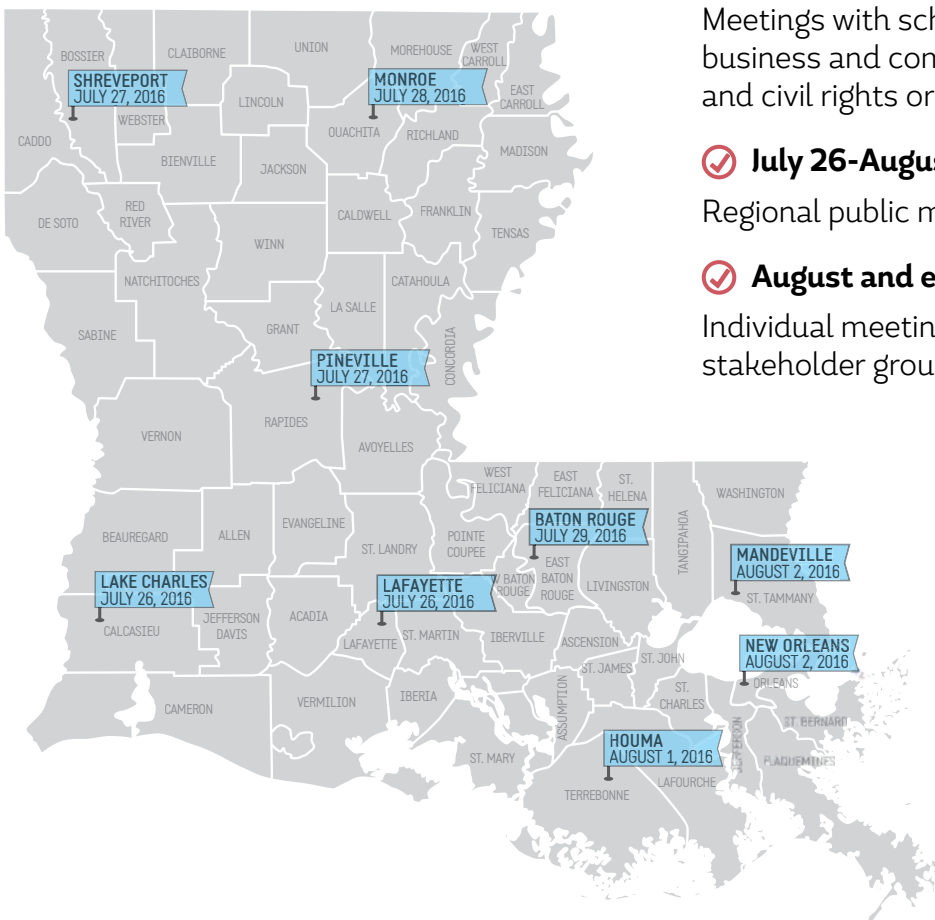 Meetings with sch
business and con
and civil rights or
July 26-Augus
Regional public m
August and e
Individual meetin
stakeholder grou
BOSSIER
CLAIBORNE
UNION
MOREHOUSE
WEST
CARROLL
SHREVEPORT
JULY 27, 2016
MONROE
JULY 28, 2016
LINCOLN
EAST
CARROLL
WEBSTER
OUACHITA
RICHLAND
CADDO
MADISON
BIENVILLE
JACKSON
RED
RIVER
DE SOTO
CALDWELL
FRANKLIN
TENSAS
WINN
NATCHITOCHES
CATAHOULA
LA SALLE
SABINE
GRANT
CONCORDIA
PINEVILLE
JULY 27, 2016
RAPIDES
VERNON
AVOYELLES
WEST
FELICIANA
EAST
FELICIANA
ST.
HELENA
WASHINGTON
BATON ROUGE
JULY 29, 2016
TANGIPAHOA
BEAUREGARD
ALLEN
EVANGELINE
ST. LANDRY
POINTE
COUPEE
MANDEVILLE
AUGUST 2, 2016
EAST
BATON
ROUGE
W BATON
ROUGE
LIVINGSTON
ST. TAMMANY
LAKE CHARLES
JULY 26, 2016
LAFAYETTE
JULY 26, 2016
CALCASIEU
JEFFERSON
DAVIS
ACADIA
LAFAYETTE
ST. MARTIN
IBERVILLE
ASCENSION
ST. JAMES
ST. JOHN
NEW ORLEANS
AUGUST 2, 2016
ORLEANS
CAMERON
VERMILION
IBERIA
ASSUMPTION
ST.
CHARLES
ST. BERNARD
JEFFERSON
PLAQUEMINES
ST. MARY
HOUMA
AUGUST 1, 2016
TERREBONNE
LAFOURCHE